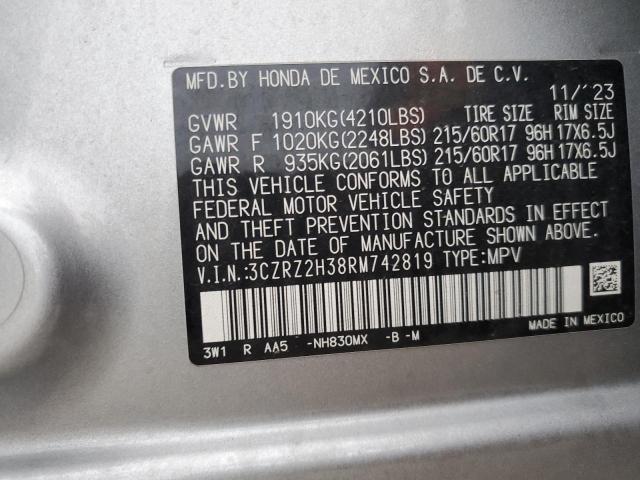 MFD. BY HONDA DE MEXICO S.A. DE C.V.
11/'23
GVWR 1910KG(4210LBS) TIRE SIZE RIM SIZE
GAWR F 1020KG(2248LBS) 215/60R17 96H 17X6.5J
GAWR R 935KG(2061LBS) 215/60R17 96H 17X6.5J
THIS VEHICLE CONFORMS TO ALL APPLICABLE
FEDERAL MOTOR VEHICLE SAFETY
AND THEFT PREVENTION STANDARDS IN EFFECT
ON THE DATE OF MANUFACTURE SHOWN ABOVE.
V.I.N.:3CZRZ2H38RM742819 TYPE:MPV
MADE IN MEXICO
3W1 R AA5 -NH830MX -B -M